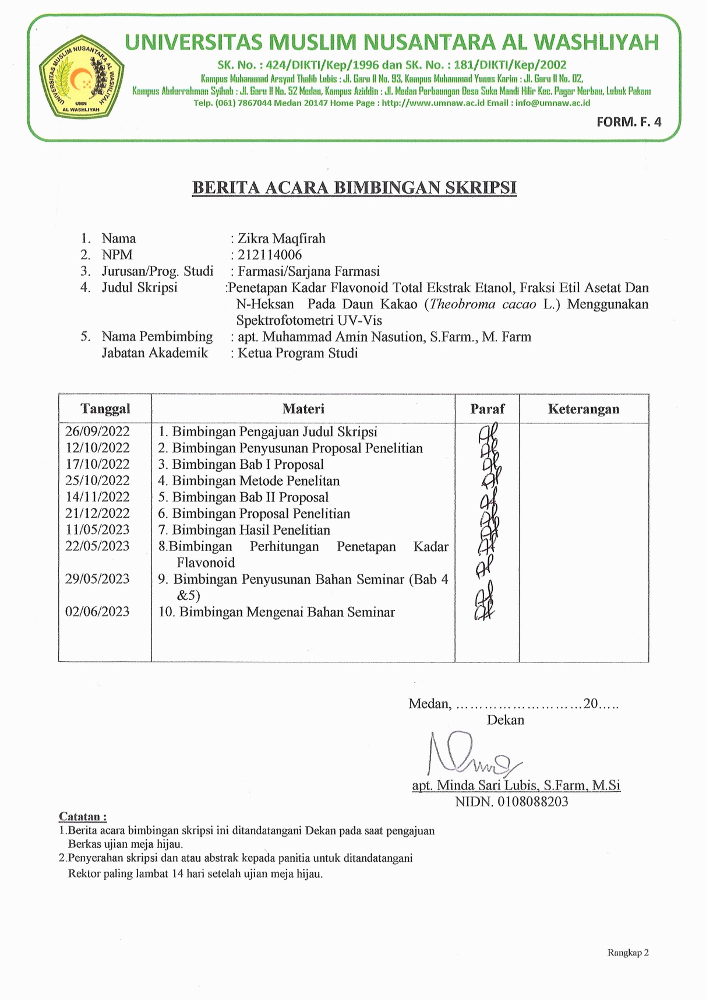 UNIVERSITAS MUSLIM NUSANTARA AL WASHLIYAH
SK. No. : 424/DIKTI/Kep/1996 dan SK. No. : 181/DIKTI/Kep/2002
Kampus Muhammad Arsyad Thalib Lubis : Jl. Garu II No. 93, Kampus Muhammad Yunus Karim : Jl. Garu II No. 02,
Kampus Abdurrahman Syihab : Jl. Garu II No. 52 Medan, Kampus Aziddin : Jl. Medan Perbaungan Desa Suka Mandi Hilir Kec. Pagar Merbau, Lubuk Pakam
Telp. (061) 7867044 Medan 20147 Home Page : http://www.umnaw.ac.id Email : info@umnaw.ac.id
UNIVERSITAS MUSLIM NUSANTARA AL WASHLIYAH
UMN
AL WASHLIYAH
FORM. F. 4
BERITA ACARA BIMBINGAN SKRIPSI
1. Nama : Zikra Maqfirah
2. NPM : 212114006
3. Jurusan/Prog. Studi : Farmasi/Sarjana Farmasi
4. Judul Skripsi :Penetapan Kadar Flavonoid Total Ekstrak Etanol, Fraksi Etil Asetat Dan
N-Heksan Pada Daun Kakao (Theobroma cacao L.) Menggunakan
Spektrofotometri UV-Vis
5. Nama Pembimbing : apt. Muhammad Amin Nasution, S.Farm., M. Farm
Jabatan Akademik : Ketua Program Studi
Tanggal Materi Paraf Keterangan
26/09/2022 1. Bimbingan Pengajuan Judul Skripsi
12/10/2022 2. Bimbingan Penyusunan Proposal Penelitian
17/10/2022 3. Bimbingan Bab I Proposal
25/10/2022 4. Bimbingan Metode Penelitan
14/11/2022 5. Bimbingan Bab II Proposal
21/12/2022 6. Bimbingan Proposal Penelitian
11/05/2023 7. Bimbingan Hasil Penelitian
22/05/2023 8.Bimbingan Perhitungan Penetapan Kadar
Flavonoid
29/05/2023 9. Bimbingan Penyusunan Bahan Seminar (Bab 4
&5)
02/06/2023 10. Bimbingan Mengenai Bahan Seminar
Medan, ………………………20…..
Dekan
apt. Minda Sari Lubis, S.Farm, M.Si
NIDN. 0108088203
Catatan :
1.Berita acara bimbingan skripsi ini ditandatangani Dekan pada saat pengajuan
Berkas ujian meja hijau.
2.Penyerahan skripsi dan atau abstrak kepada panitia untuk ditandatangani
Rektor paling lambat 14 hari setelah ujian meja hijau.
Rangkap 2